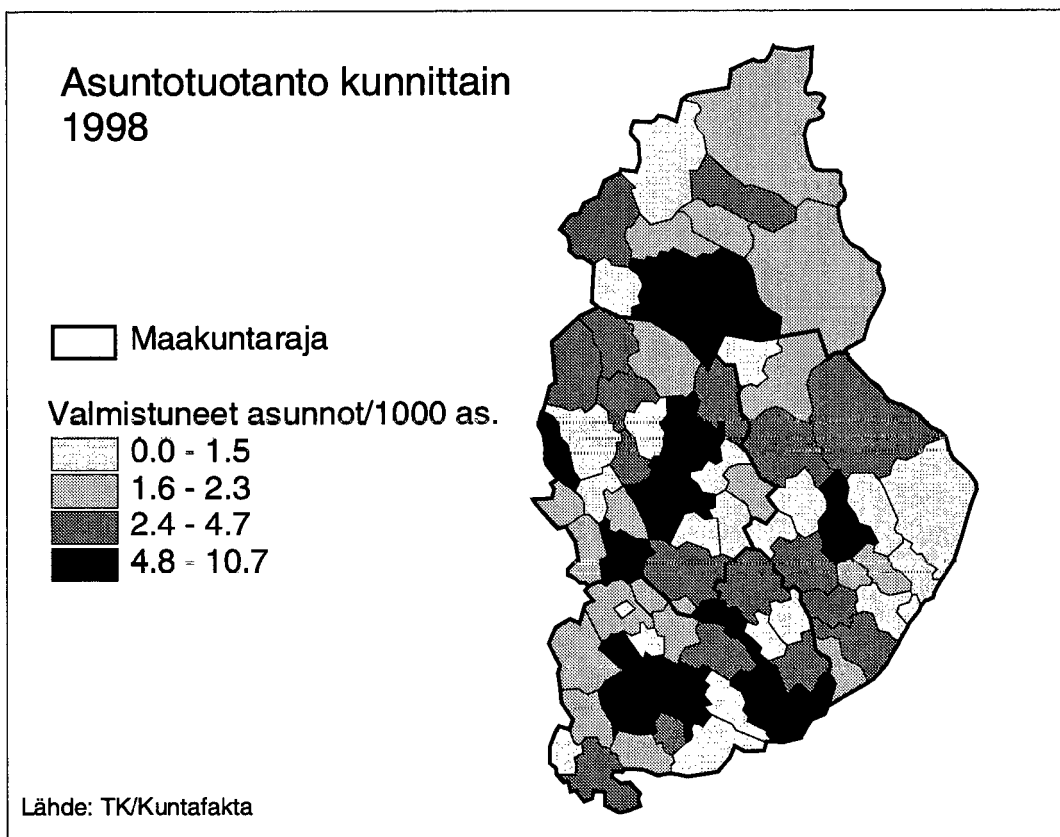 Asuntotuotanto kunnittain
1998
Maakuntaraja
Valmistuneet asunnot/1000 as.
0.0 - 1.5
1.6 - 2.3
2.4 - 4.7
4.8 - 10.7
Lähde: TK/Kuntafakta